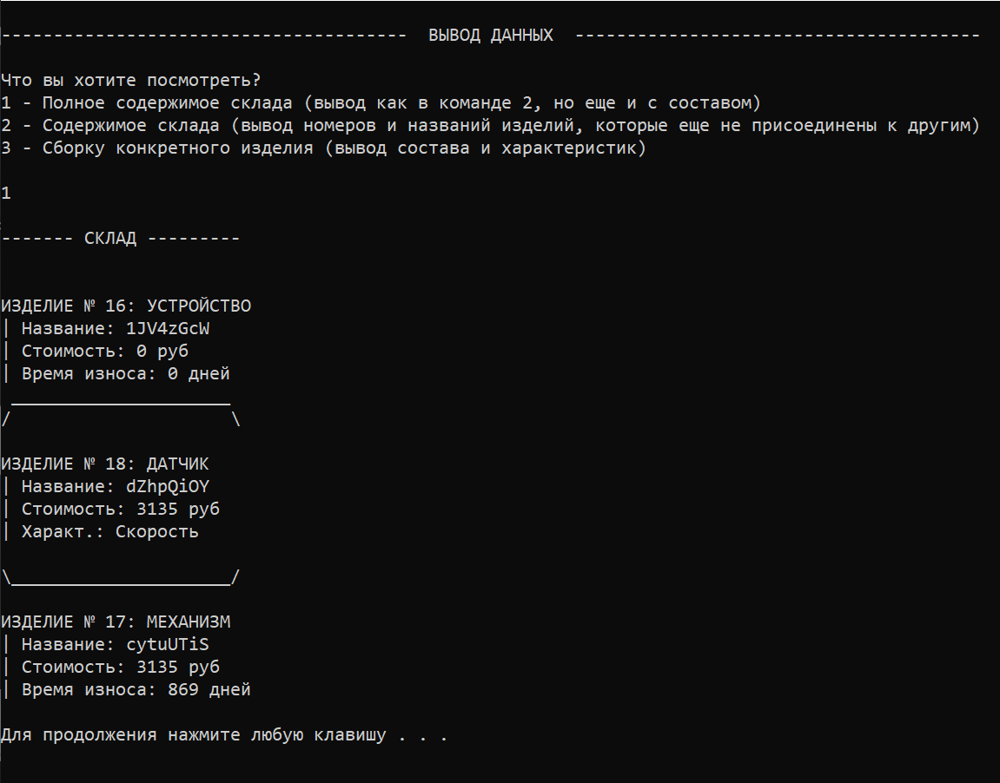 --------------------------------------- ВЫВОД ДАННЫХ ---------------------------------------
Что вы хотите посмотреть?
1 - Полное содержимое склада (вывод как в команде 2, но еще и с составом)
2 - Содержимое склада (вывод номеров и названий изделий, которые еще не присоединены к другим)
3 - Сборку конкретного изделия (вывод состава и характеристик)
1
------- СКЛАД ---------
ИЗДЕЛИЕ № 16: УСТРОЙСТВО
| Название: 1JV4zGcW
| Стоимость: 0 руб
| Время износа: 0 дней
_____________________
/                     \
ИЗДЕЛИЕ № 18: ДАТЧИК
| Название: dZhpQiOY
| Стоимость: 3135 руб
| Характ.: Скорость
\_____________________/
ИЗДЕЛИЕ № 17: МЕХАНИЗМ
| Название: cytuUTiS
| Стоимость: 3135 руб
| Время износа: 869 дней
Для продолжения нажмите любую клавишу . . .